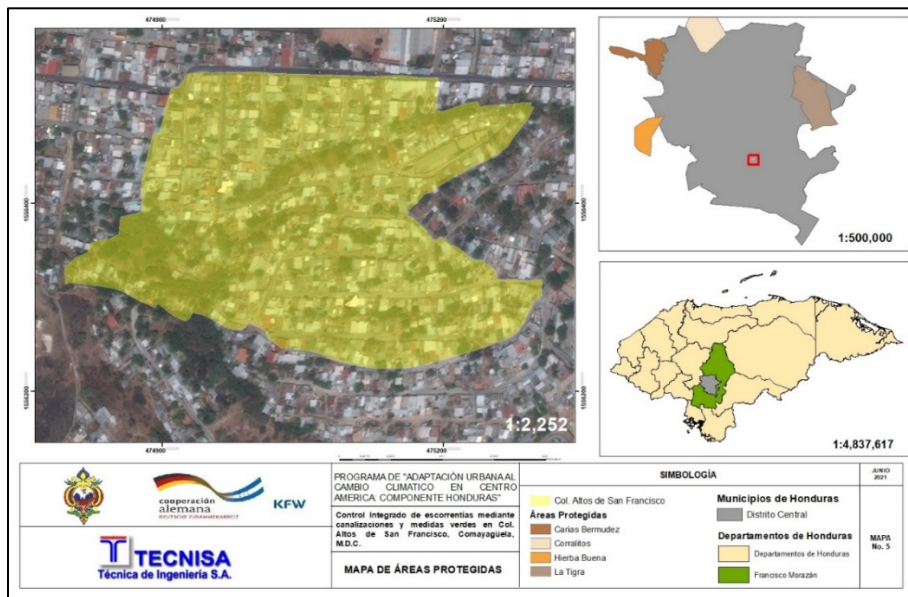 474900
475200
1556400
1556400
1556200
1556200
1:2,252
474900
475200
1:500,000
1:4,837,617
cooperación
alemana
DEUTSCHE ZUSAMMENARBEIT
KFW
TECNISA
Técnica de Ingeniería S.A.
PROGRAMA DE "ADAPTACIÓN URBANA AL
CAMBIO CLIMATICO EN CENTRO
AMERICA: COMPONENTE HONDURAS"
Control Integrado de escorrentías mediante
canalizaciones y medidas verdes en Col.
Altos de San Francisco, Comayagüela,
M.D.C.
MAPA DE ÁREAS PROTEGIDAS
SIMBOLOGÍA
Col. Altos de San Francisco
Áreas Protegidas
Carias Bermudez
Corralitos
Hierba Buena
La Tigra
Municipios de Honduras
Distrito Central
Departamentos de Honduras
Departamentos de Honduras
Francisco Morazán
JUNIO
2021
MAPA
No. 5